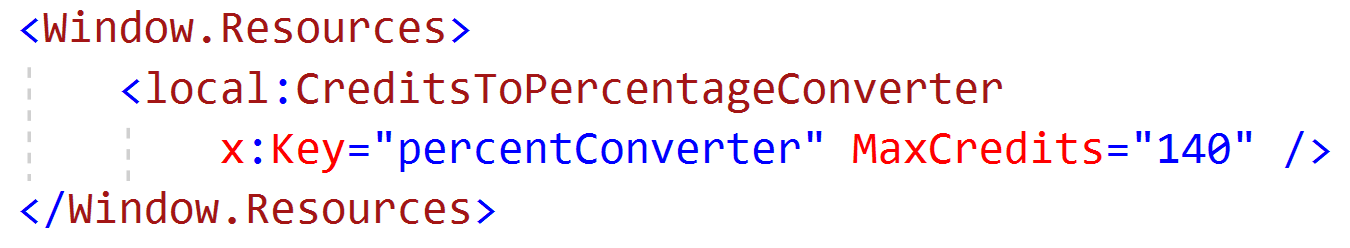 <Window.Resources>
<local:CreditsToPercentageConverter
x:Key="percentConverter" MaxCredits="140" />
</Window.Resources>